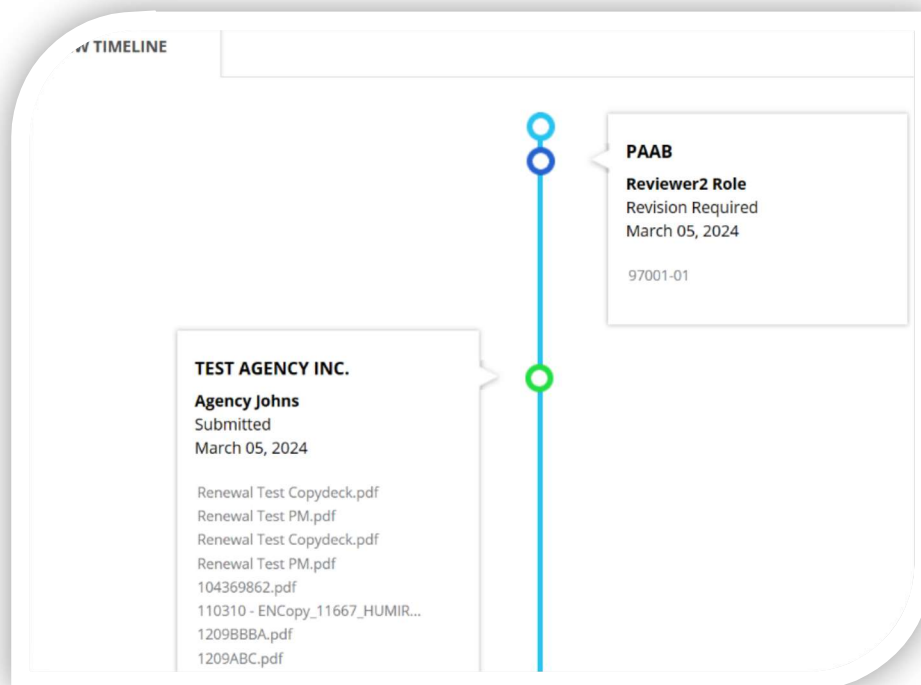 TIMELINE
PAAB
Reviewer2 Role
Revision Required
March 05, 2024
97001-01
TEST AGENCY INC.
Agency Johns
Submitted
March 05, 2024
Renewal Test Copydeck.pdf
Renewal Test PM.pdf
Renewal Test Copydeck.pdf
Renewal Test PM.pdf
104369862.pdf
110310 - ENCopy_11667_HUMIR...
1209BBBA.pdf
1209ABC.pdf